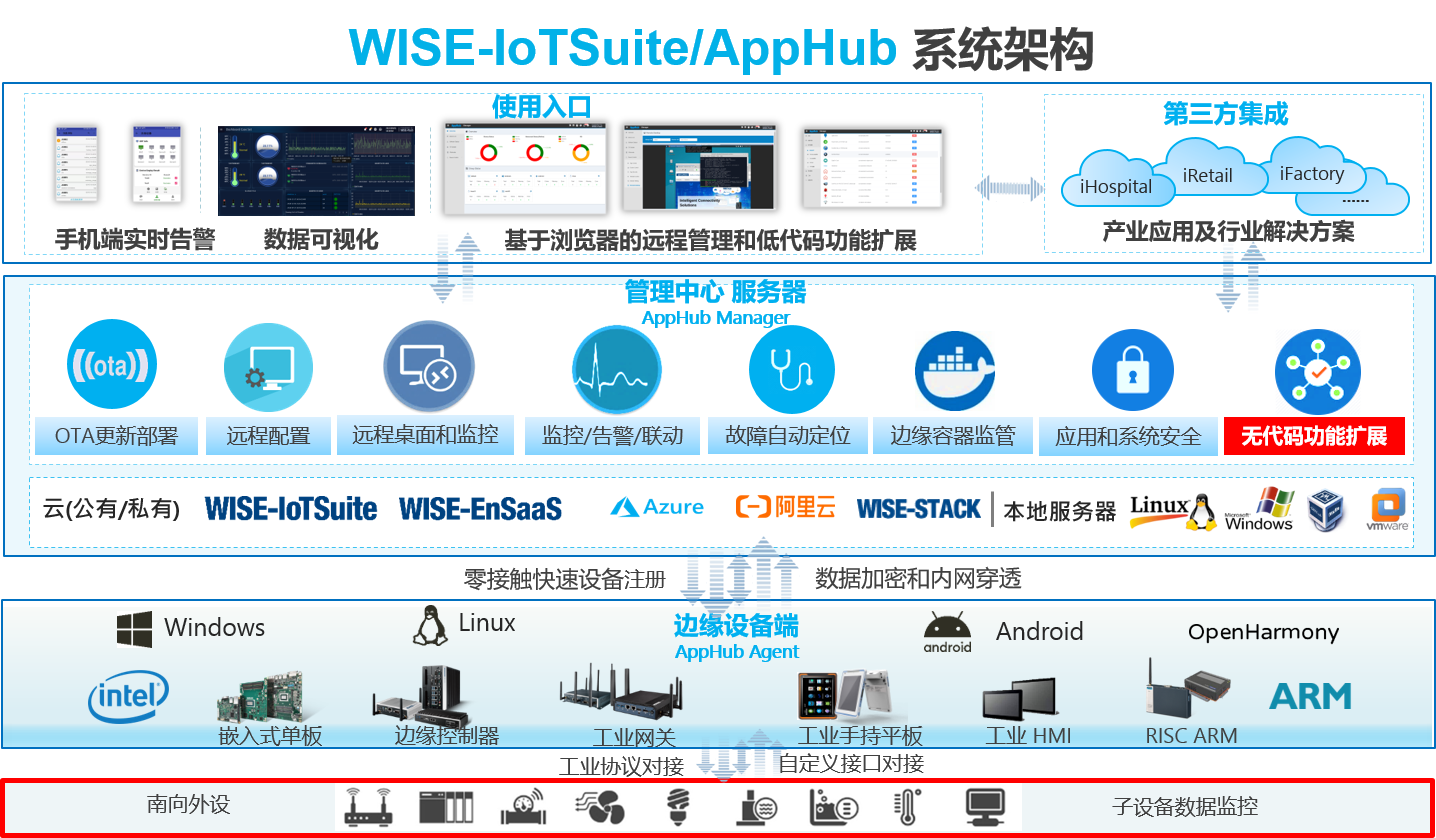 WISE-IoTSuite/AppHub 系统架构
使用入口
第三方集成
iHospital
iRetail
iFactory
......
手机端实时告警
数据可视化
基于浏览器的远程管理和低代码功能扩展
产业应用及行业解决方案
管理中心 服务器
AppHub Manager
((ota))
OTA更新部署
远程配置
远程桌面和监控
监控/告警/联动
故障自动定位
边缘容器监管
应用和系统安全
无代码功能扩展
云(公有/私有)
WISE-IoTSuite
WISE-EnSaaS
Azure
阿里云
WISE-STACK
本地服务器
Linux
Microsoft Windows
vmware
零接触快速设备注册
数据加密和内网穿透
边缘设备端
AppHub Agent
Windows
Linux
android
Android
OpenHarmony
intel
ARM
嵌入式单板
边缘控制器
工业网关
工业手持平板
工业 HMI
RISC ARM
工业协议对接
自定义接口对接
南向外设
子设备数据监控